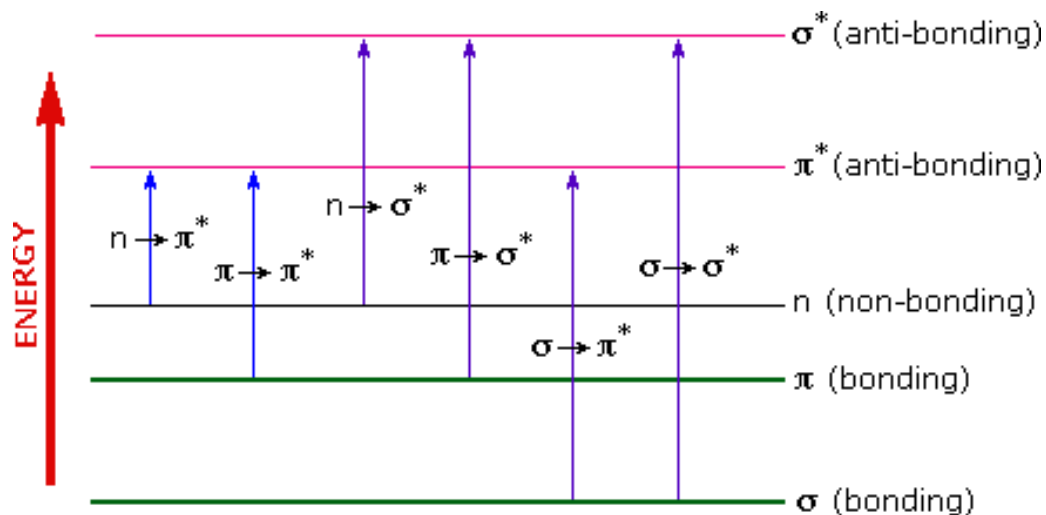 σ* (anti-bonding)
π* (anti-bonding)
n → σ*
n → π*
π → σ*
π → π*
σ → σ*
n (non-bonding)
σ → π*
π (bonding)
σ (bonding)
ENERGY